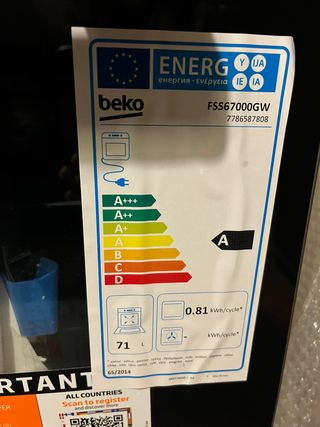 ENERG Y IJA
енергия · ενέργεια IE IA
beko FSS67000GW
7786587808
A+++
A++
A+
A
B
C
D
A
71 L
0.81 kWh/cycle*
- kWh/cycle*
65/2014
RTANT
ALL COUNTRIES
Scan to register
and discover more